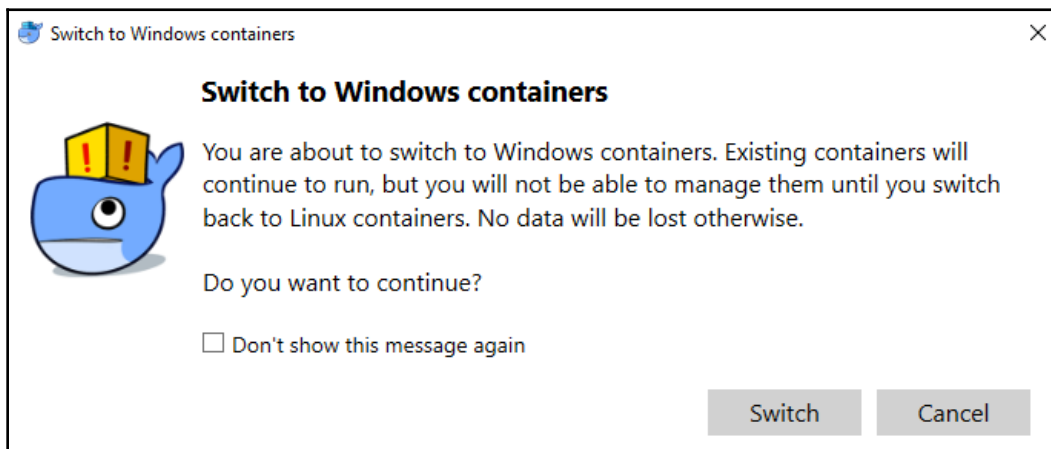 Switch to Windows containers
Switch to Windows containers
You are about to switch to Windows containers. Existing containers will
continue to run, but you will not be able to manage them until you switch
back to Linux containers. No data will be lost otherwise.
Do you want to continue?
Don't show this message again
Switch Cancel